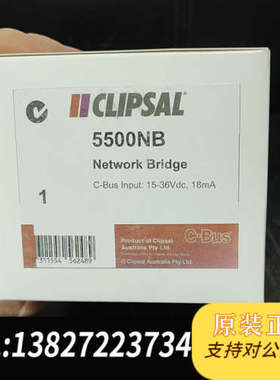 CLIPSAL®
5500NB
Network Bridge
C-Bus Input: 15-36Vdc, 18mA
1
Product of Clipsal
Australia Pty Ltd.
C-Bus
© Clipsal Australia Pty Ltd.
原装正
支持对公
:13827223734